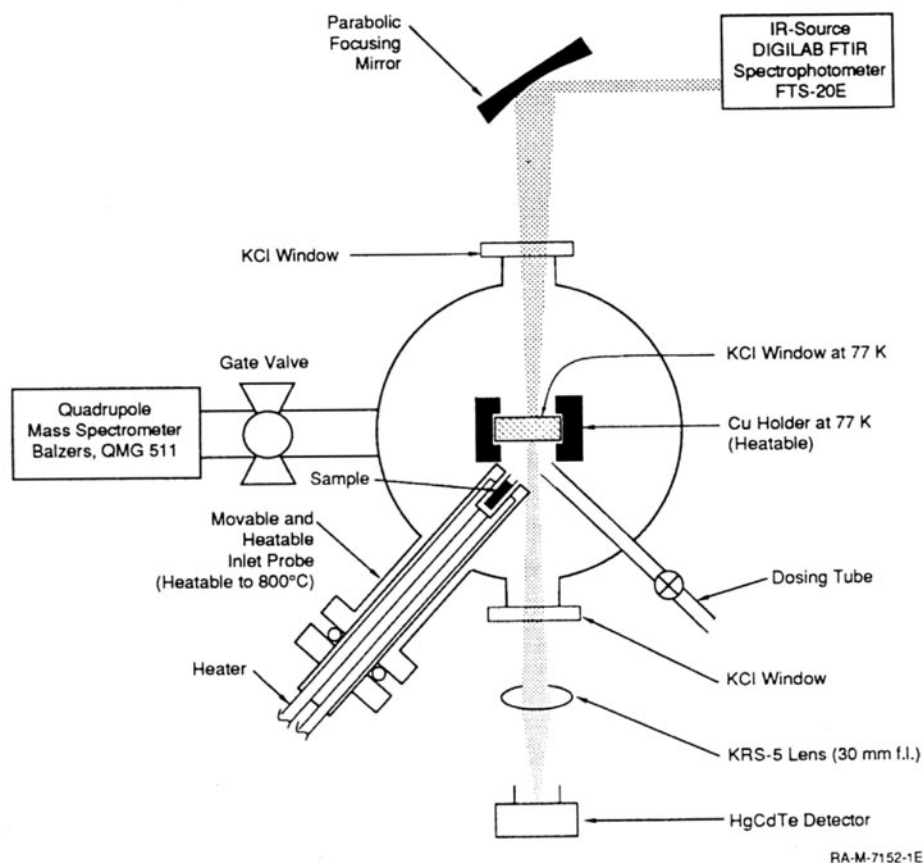 Parabolic
Focusing
Mirror
IR-Source
DIGILAB FTIR
Spectrophotometer
FTS-20E
KCl Window
Gate Valve
KCl Window at 77 K
Quadrupole
Mass Spectrometer
Balzers, QMG 511
Cu Holder at 77 K
(Heatable)
Sample
Movable and
Heatable
Inlet Probe
(Heatable to 800°C)
Dosing Tube
Heater
KCl Window
KRS-5 Lens (30 mm f.l.)
HgCdTe Detector
RA-M-7152-1E